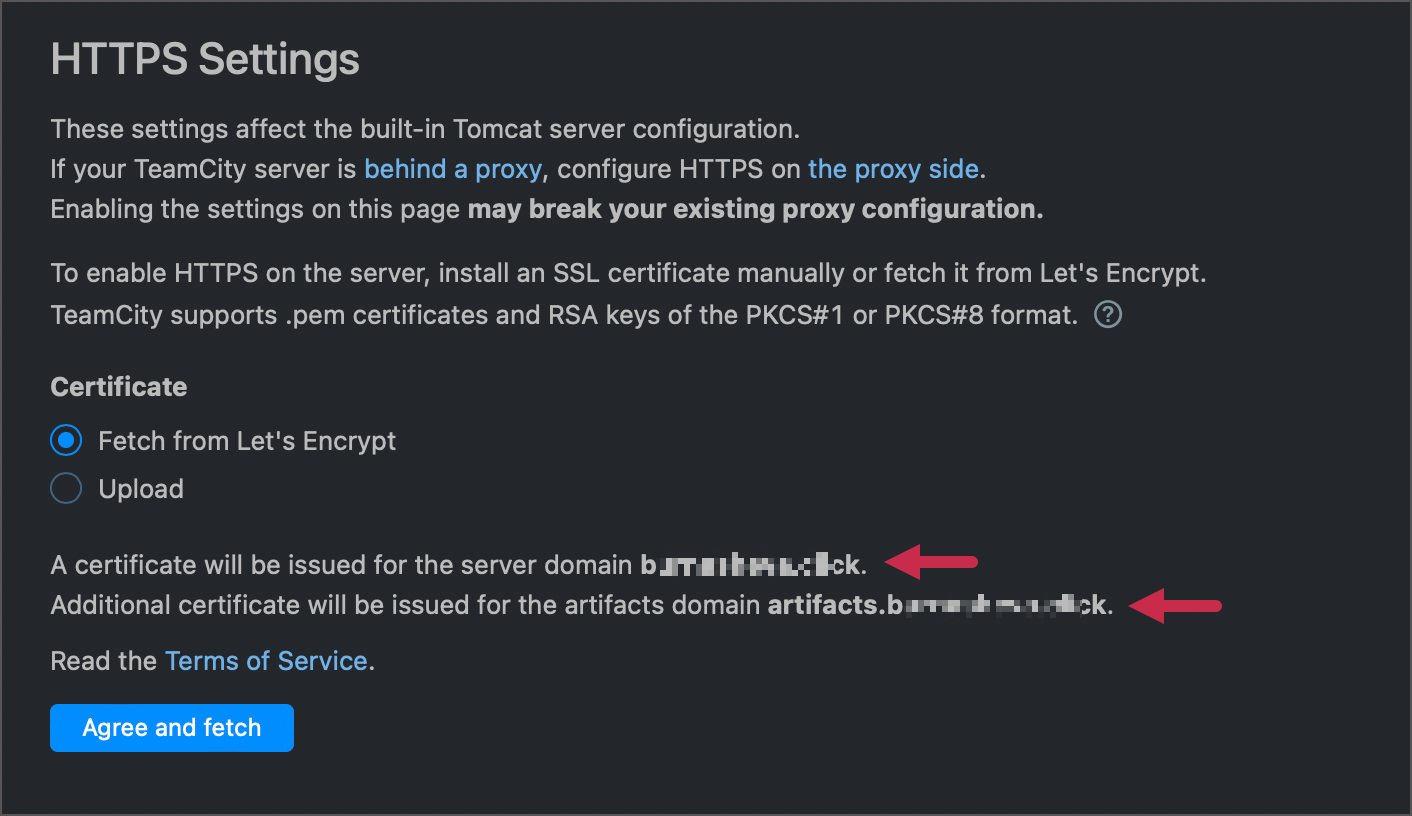 HTTPS Settings
These settings affect the built-in Tomcat server configuration.
If your TeamCity server is behind a proxy, configure HTTPS on the proxy side.
Enabling the settings on this page may break your existing proxy configuration.
To enable HTTPS on the server, install an SSL certificate manually or fetch it from Let's Encrypt.
TeamCity supports .pem certificates and RSA keys of the PKCS#1 or PKCS#8 format. ?
Certificate
Fetch from Let's Encrypt
Upload
A certificate will be issued for the server domain
Additional certificate will be issued for the artifacts domain
Read the Terms of Service.
Agree and fetch